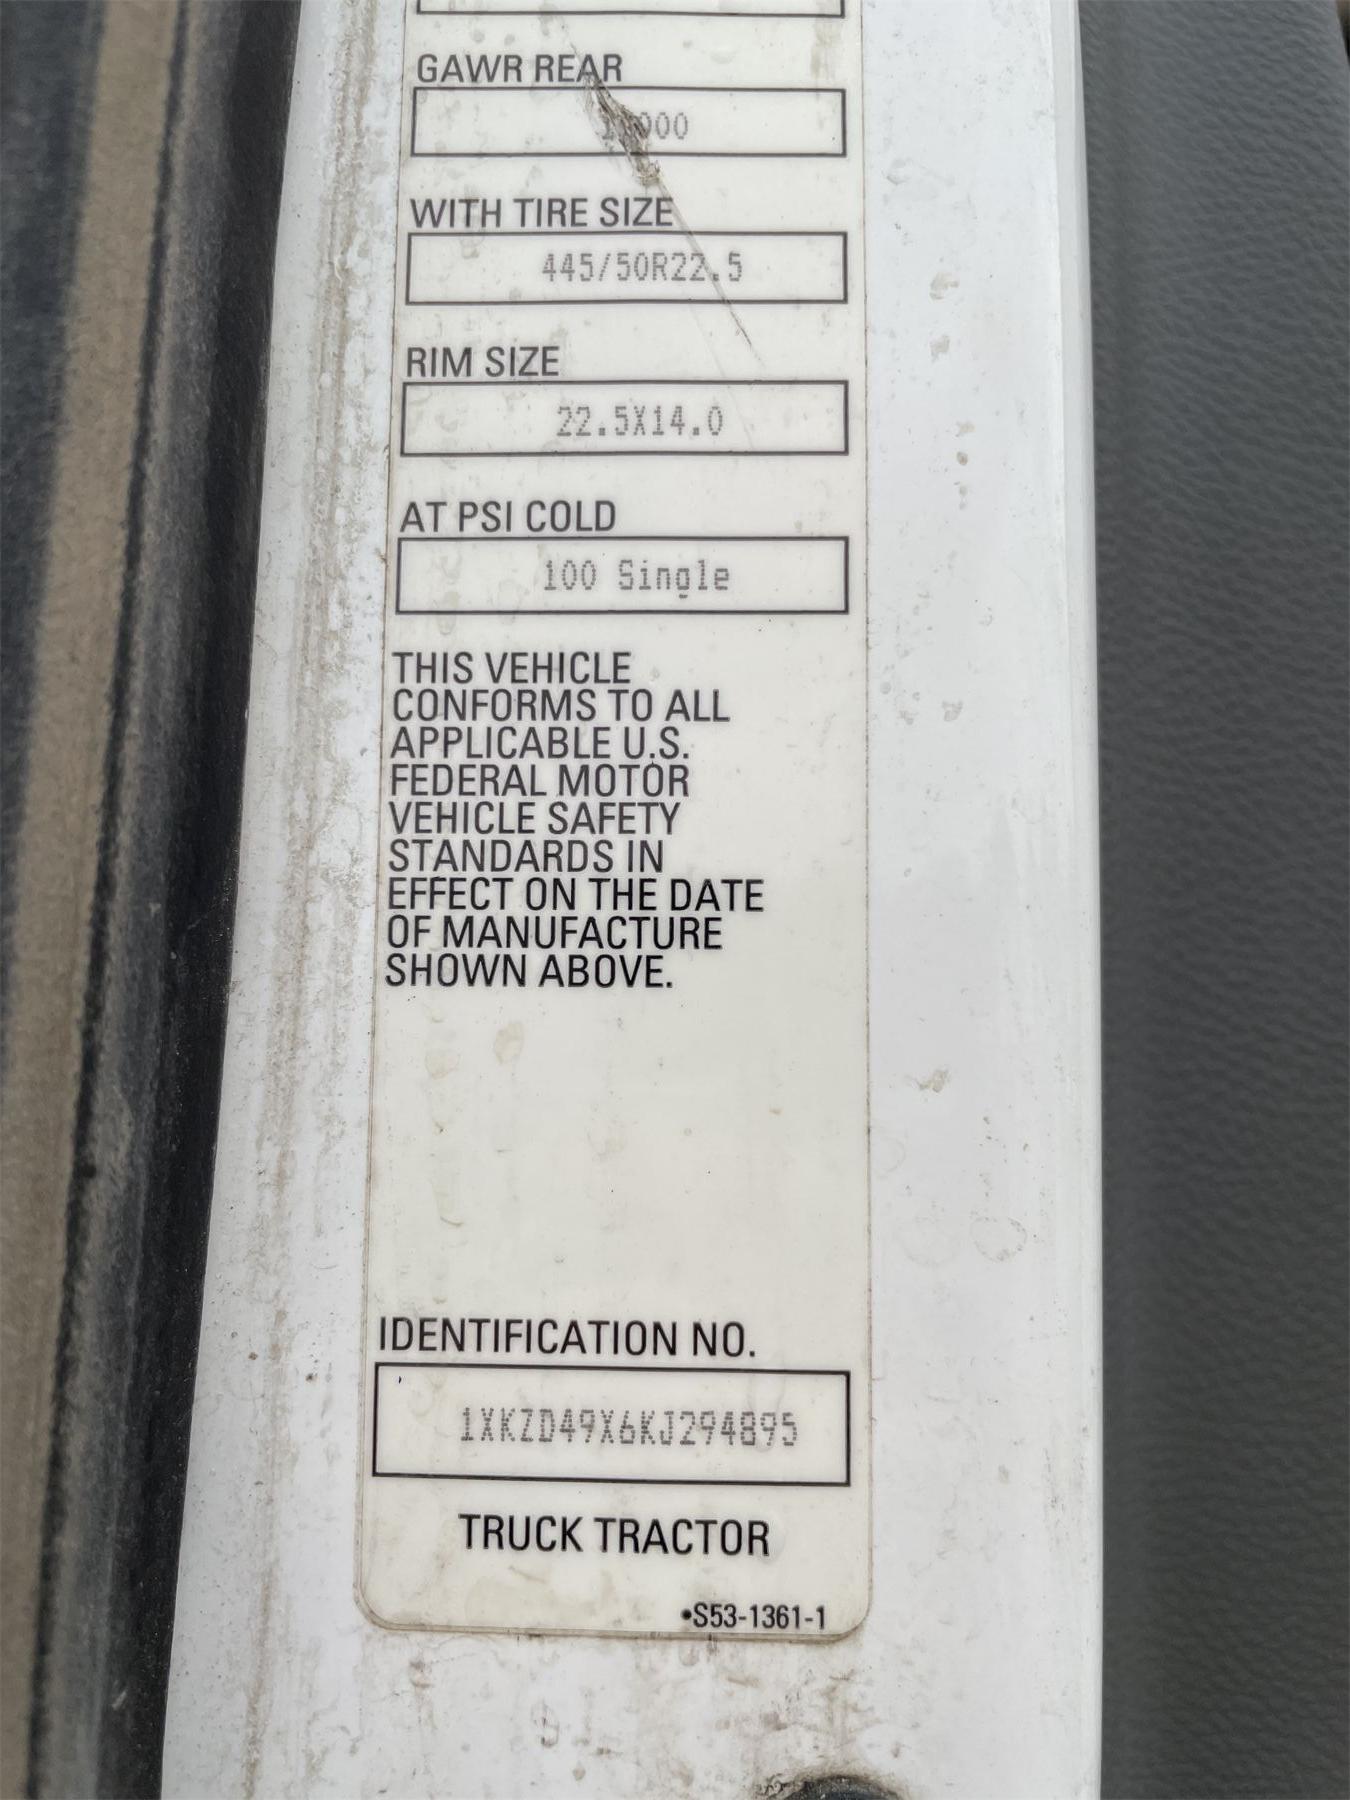 GAWR REAR
WITH TIRE SIZE
445/50R22.5
RIM SIZE
22.5X14.0
AT PSI COLD
100 Single
THIS VEHICLE
CONFORMS TO ALL
APPLICABLE U.S.
FEDERAL MOTOR
VEHICLE SAFETY
STANDARDS IN
EFFECT ON THE DATE
OF MANUFACTURE
SHOWN ABOVE.
IDENTIFICATION NO.
1XKZD49X6KJ294895
TRUCK TRACTOR
•S53-1361-1